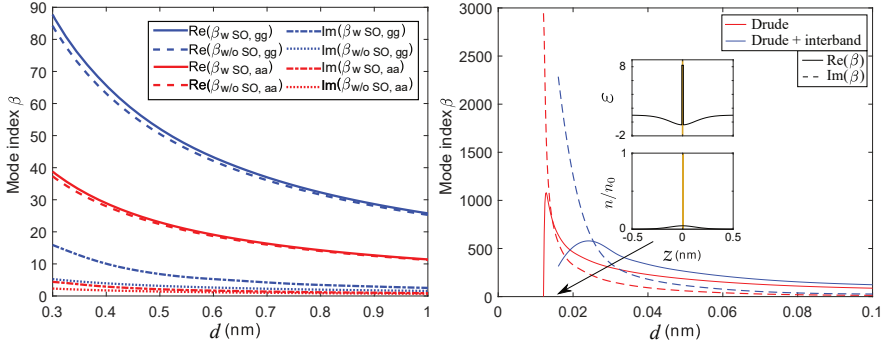 90
80
70
60
50
40
30
20
10
0
Mode index β
0.3 0.4 0.5 0.6 0.7 0.8 0.9 1
d (nm)
Re(βw SO, gg) Im(βw SO, gg)
Re(βw/o SO, gg) Im(βw/o SO, gg)
Re(βw SO, aa) Im(βw SO, aa)
Re(βw/o SO, aa) Im(βw/o SO, aa)
3000
2500
2000
1500
1000
500
0
Mode index β
0 0.02 0.04 0.06 0.08 0.1
d (nm)
Drude
Drude + interband
Re(β)
Im(β)
8
ε
-2
1
n/n0
0
-0.5 0 0.5
z (nm)